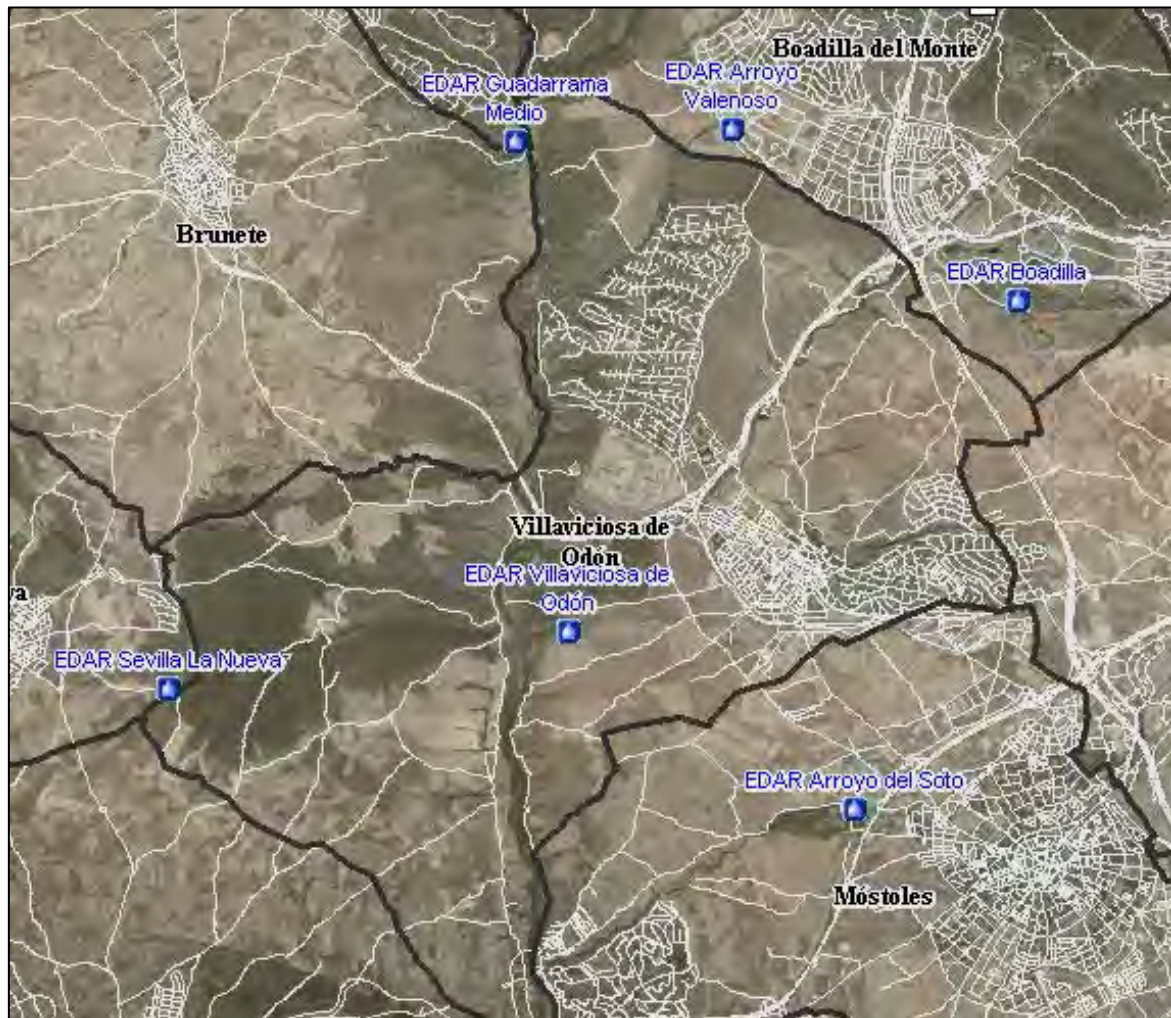 Boadilla del Monte
EDAR Guadarrama
Medio
EDAR Arroyo
Valenoso
Brunete
EDAR Boadilla
Villaviciosa de
Odón
EDAR Villaviciosa de
Odón
va
EDAR Sevilla La Nueva
EDAR Arroyo del Soto
Móstoles